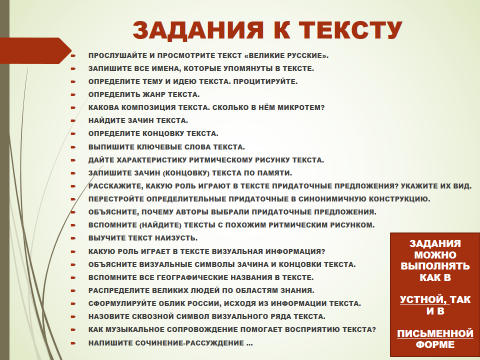 ЗАДАНИЯ К ТЕКСТУ
ПРОСЛУШАЙТЕ И ПРОСМОТРИТЕ ТЕКСТ «ВЕЛИКИЕ РУССКИЕ».
ЗАПИШИТЕ ВСЕ ИМЕНА, КОТОРЫЕ УПОМЯНУТЫ В ТЕКСТЕ.
ОПРЕДЕЛИТЕ ТЕМУ И ИДЕЮ ТЕКСТА. ПРОЦИТИРУЙТЕ.
ОПРЕДЕЛИТЬ ЖАНР ТЕКСТА.
КАКОВА КОМПОЗИЦИЯ ТЕКСТА. СКОЛЬКО В НЁМ МИКРОТЕМ?
НАЙДИТЕ ЗАЧИН ТЕКСТА.
ОПРЕДЕЛИТЕ КОНЦОВКУ ТЕКСТА.
ВЫПИШИТЕ КЛЮЧЕВЫЕ СЛОВА ТЕКСТА.
ДАЙТЕ ХАРАКТЕРИСТИКУ РИТМИЧЕСКОМУ РИСУНКУ ТЕКСТА.
ЗАПИШИТЕ ЗАЧИН (КОНЦОВКУ) ТЕКСТА ПО ПАМЯТИ.
РАССКАЖИТЕ, КАКУЮ РОЛЬ ИГРАЮТ В ТЕКСТЕ ПРИДАТОЧНЫЕ ПРЕДЛОЖЕНИЯ? УКАЖИТЕ ИХ ВИД.
ПЕРЕСТРОЙТЕ ОПРЕДЕЛИТЕЛЬНЫЕ ПРИДАТОЧНЫЕ В СИНОНИМИЧНУЮ КОНСТРУКЦИЮ.
ОБЪЯСНИТЕ, ПОЧЕМУ АВТОРЫ ВЫБРАЛИ ПРИДАТОЧНЫЕ ПРЕДЛОЖЕНИЯ.
ВСПОМНИТЕ (НАЙДИТЕ) ТЕКСТЫ С ПОХОЖИМ РИТМИЧЕСКИМ РИСУНКОМ.
ВЫУЧИТЕ ТЕКСТ НАИЗУСТЬ.
КАКУЮ РОЛЬ ИГРАЕТ В ТЕКСТЕ ВИЗУАЛЬНАЯ ИНФОРМАЦИЯ?
ОБЪЯСНИТЕ ВИЗУАЛЬНЫЕ СИМВОЛЫ ЗАЧИНА И КОНЦОВКИ ТЕКСТА.
ВСПОМНИТЕ ВСЕ ГЕОГРАФИЧЕСКИЕ НАЗВАНИЯ В ТЕКСТЕ.
РАСПРЕДЕЛИТЕ ВЕЛИКИХ ЛЮДЕЙ ПО ОБЛАСТЯМ ЗНАНИЯ.
СФОРМУЛИРУЙТЕ ОБЛИК РОССИИ, ИСХОДЯ ИЗ ИНФОРМАЦИИ ТЕКСТА.
НАЗОВИТЕ СКВОЗНОЙ СИМВОЛ ВИЗУАЛЬНОГО РЯДА ТЕКСТА.
КАК МУЗЫКАЛЬНОЕ СОПРОВОЖДЕНИЕ ПОМОГАЕТ ВОСПРИЯТИЮ ТЕКСТА?
НАПИШИТЕ СОЧИНЕНИЕ-РАССУЖДЕНИЕ ...
ЗАДАНИЯ
МОЖНО
ВЫПОЛНЯТЬ
КАК В
УСТНОЙ, ТАК
И В
ПИСЬМЕННОЙ
ФОРМЕ